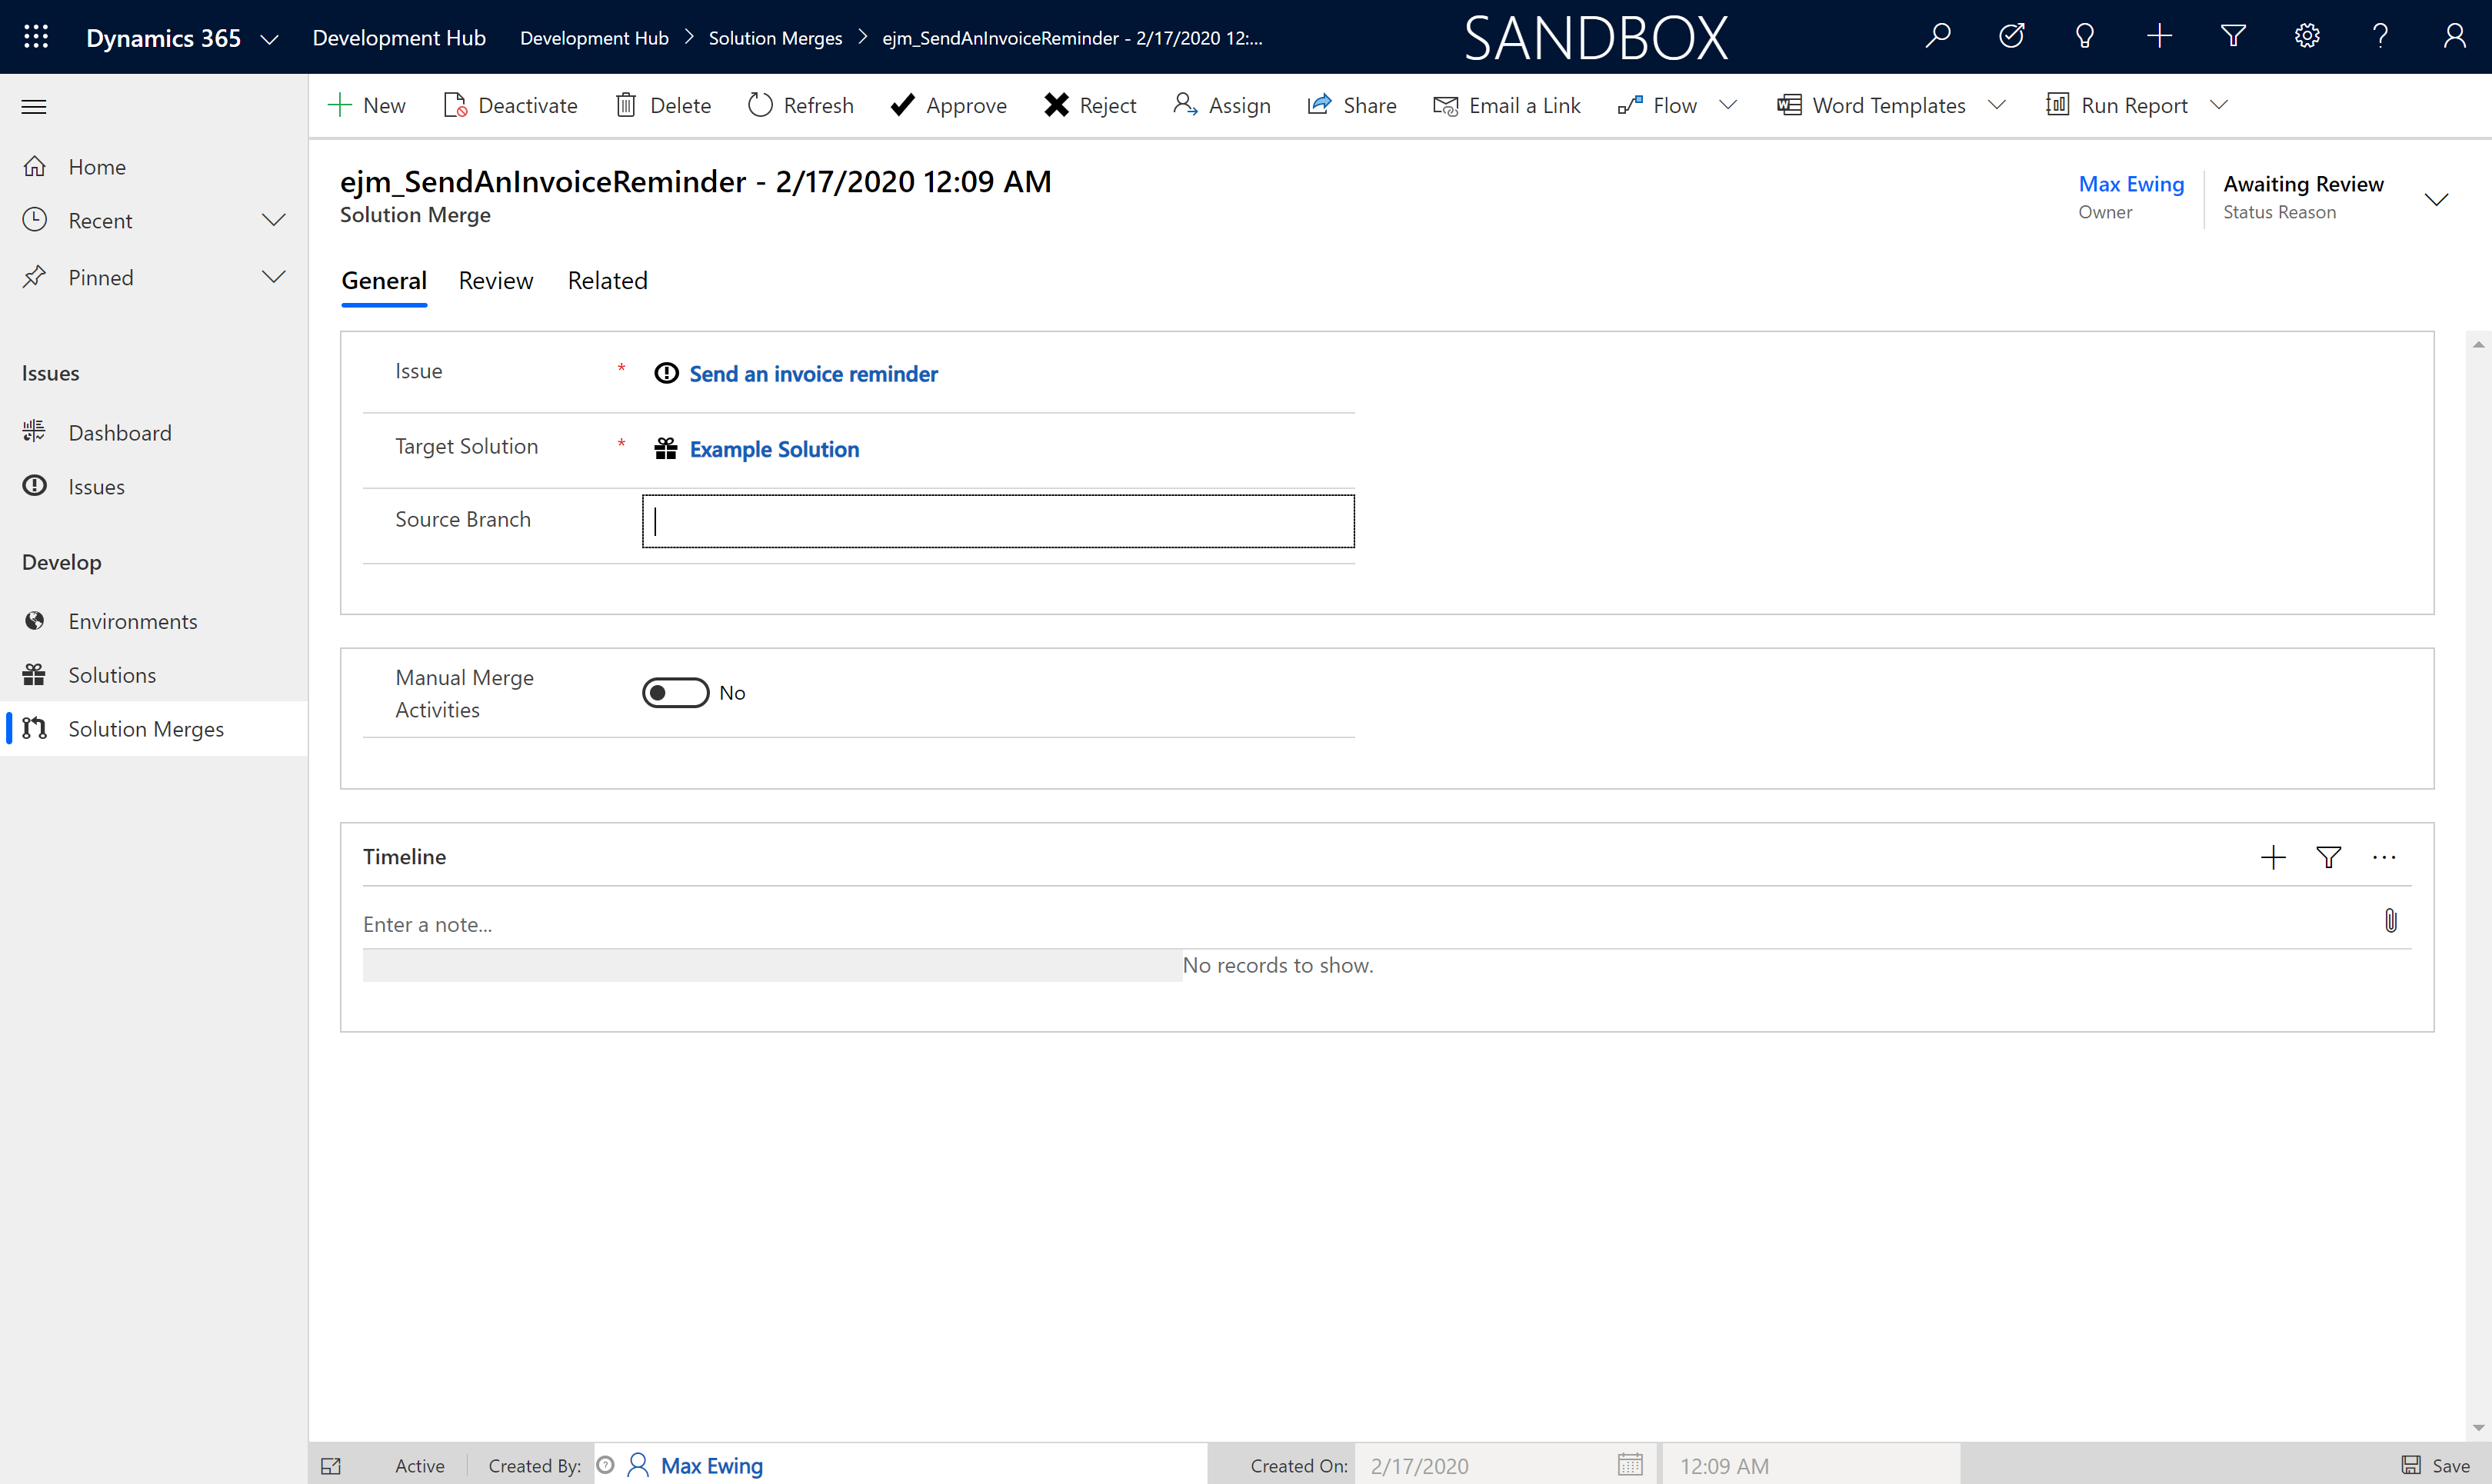 Dynamics 365 Development Hub Development Hub Solution Merges ejm_SendAnInvoiceReminder - 2/17/2020 12:... SANDBOX
New Deactivate Delete Refresh Approve Reject Assign Share Email a Link Flow Word Templates Run Report
Home
Recent
Pinned
Issues
Dashboard
Issues
Develop
Environments
Solutions
Solution Merges
ejm_SendAnInvoiceReminder - 2/17/2020 12:09 AM
Solution Merge
Max Ewing
Owner
Awaiting Review
Status Reason
General Review Related
Issue * Send an invoice reminder
Target Solution * Example Solution
Source Branch
Manual Merge
Activities
No
Timeline
Enter a note...
No records to show.
Active Created By: Max Ewing Created On: 2/17/2020 12:09 AM Save